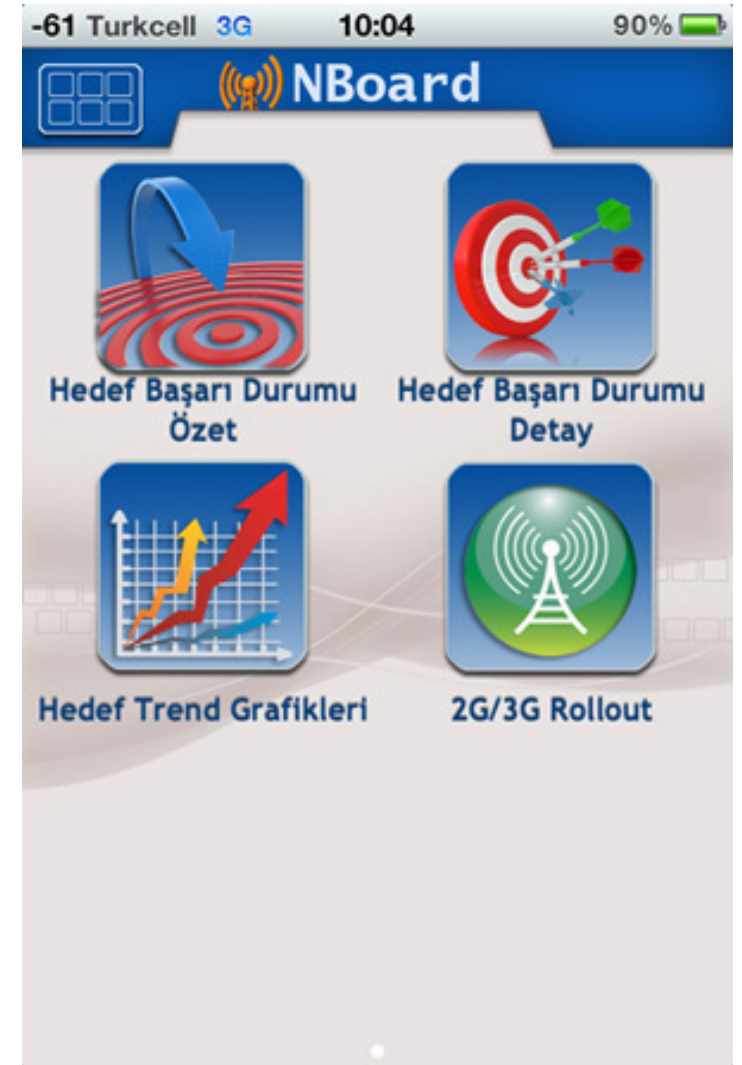 -61 Turkcell 3G 10:04 90%
NBoard
Hedef Başarı Durumu
Özet
Hedef Başarı Durumu
Detay
Hedef Trend Grafikleri
2G/3G Rollout